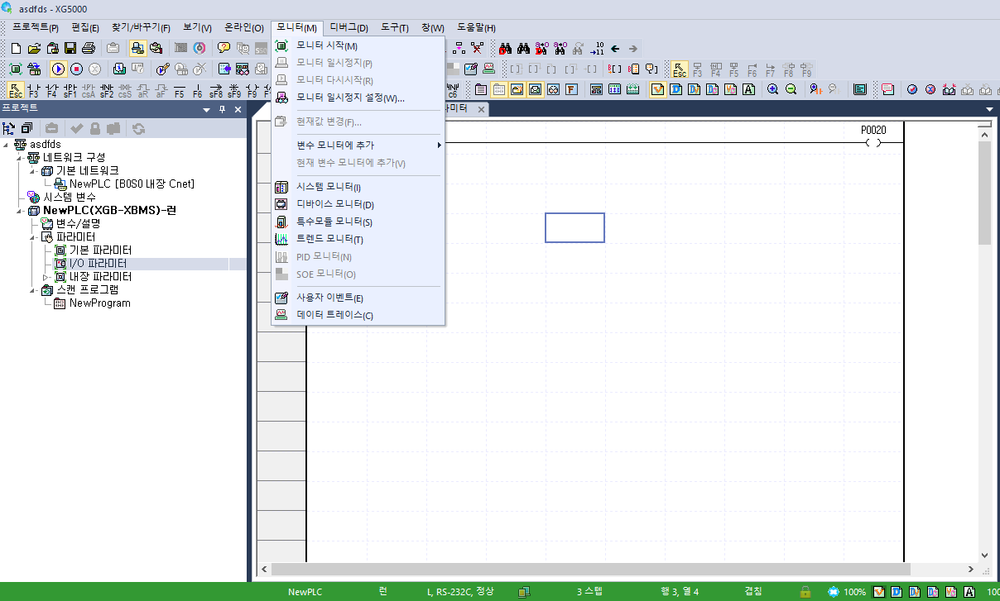 asdfds - XG5000
프로젝트(P) 편집(E) 찾기/바꾸기(F) 보기(V) 온라인(O) 모니터(M) 디버그(D) 도구(T) 창(W) 도움말(H)
모니터 시작(M)
모니터 일시정지(P)
모니터 다시시작(R)
모니터 일시정지 설정(W)...
현재값 변경(F)...
변수 모니터에 추가
현재 변수 모니터에 추가(V)
시스템 모니터(I)
디바이스 모니터(D)
특수모듈 모니터(S)
트렌드 모니터(T)
PID 모니터(N)
SOE 모니터(O)
사용자 이벤트(E)
데이터 트레이스(C)
Esc F3 F4 sF1 csA sF2 csS aR aF F5 F6 sF8 sF9 F9
c6
Esc F3 F4 F5 F6 F7 F8 F9
프로젝트
asdfds
네트워크 구성
기본 네트워크
NewPLC [B0S0 내장 Cnet]
시스템 변수
NewPLC(XGB-XBMS)-런
변수/설명
파라미터
기본 파라미터
I/O 파라미터
내장 파라미터
스캔 프로그램
NewProgram
P0020
NewPLC 런 L, RS-232C, 정상 3 스텝 행 3, 열 4 겹침 100%